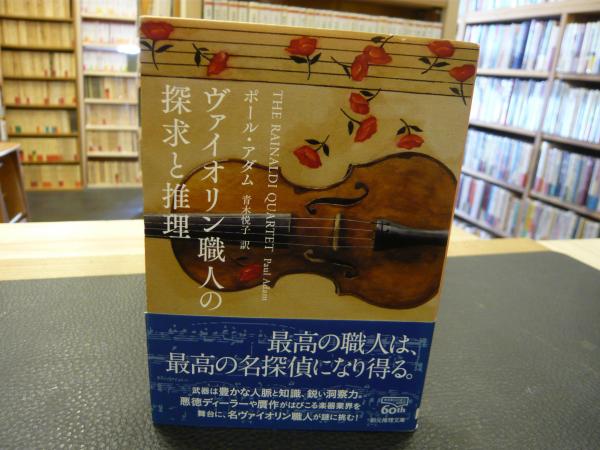 ヴァイオリン職人の
探求と推理
ポール・アダム 青木悦子 訳
THE RAINALDI QUARTET Paul Adam
最高の職人は、
最高の名探偵になり得る。
武器は豊かな人脈と知識、鋭い洞察力。
悪徳ディーラーや贋作がはびこる楽器業界を
舞台に、名ヴァイオリン職人が謎に挑む!
60th
創元推理文庫